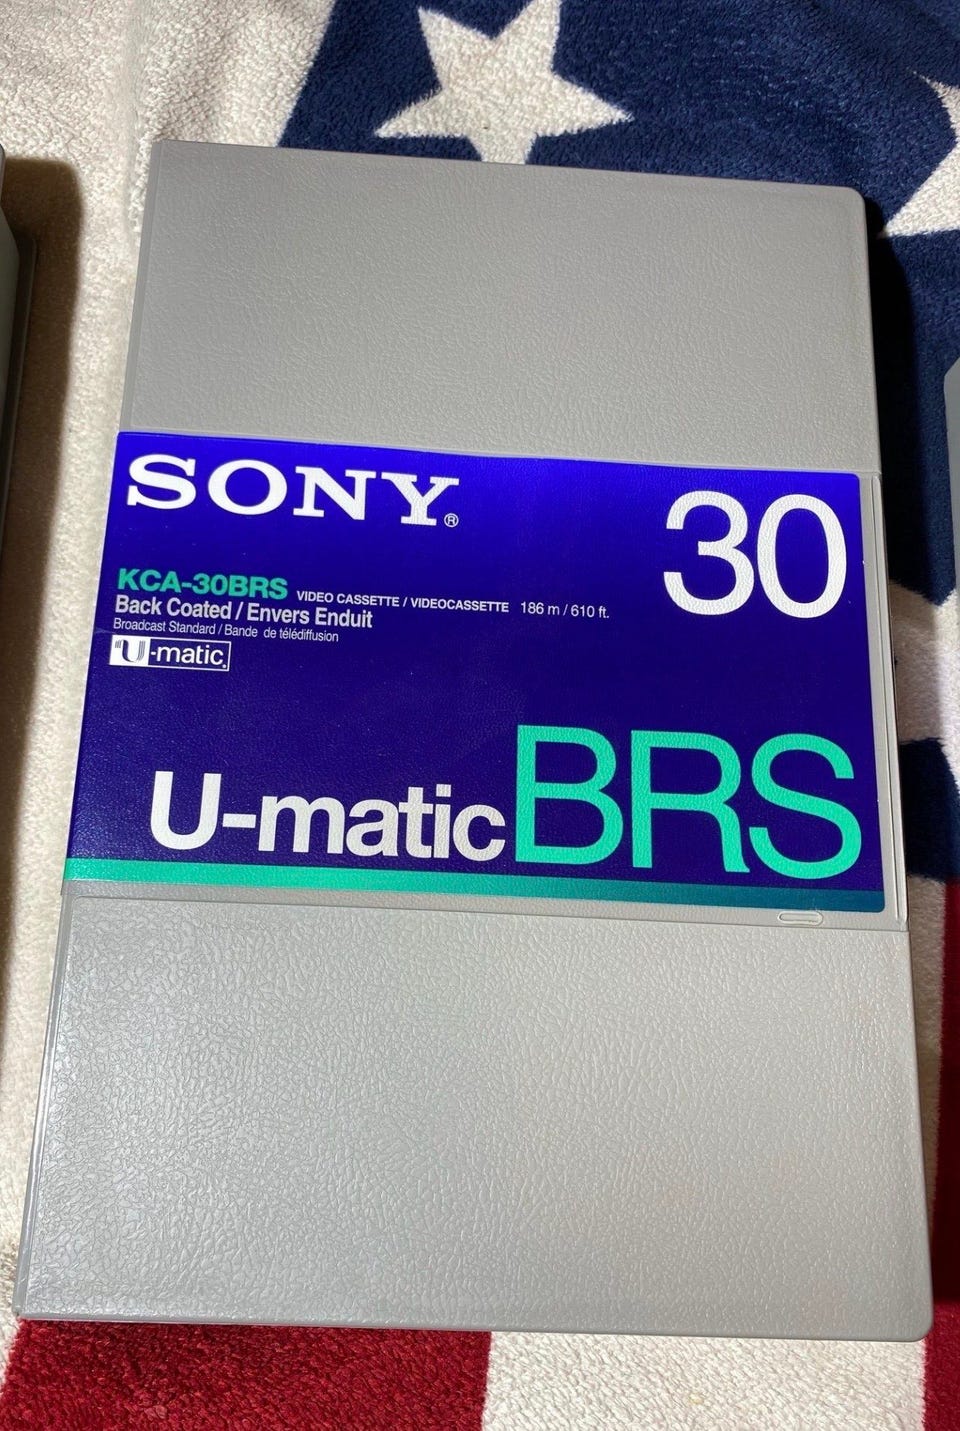 SONY®
30
KCA-30BRS VIDEO CASSETTE / VIDEOCASSETTE 186 m / 610 ft.
Back Coated / Envers Enduit
Broadcast Standard / Bande de télédiffusion
U-matic
U-matic BRS